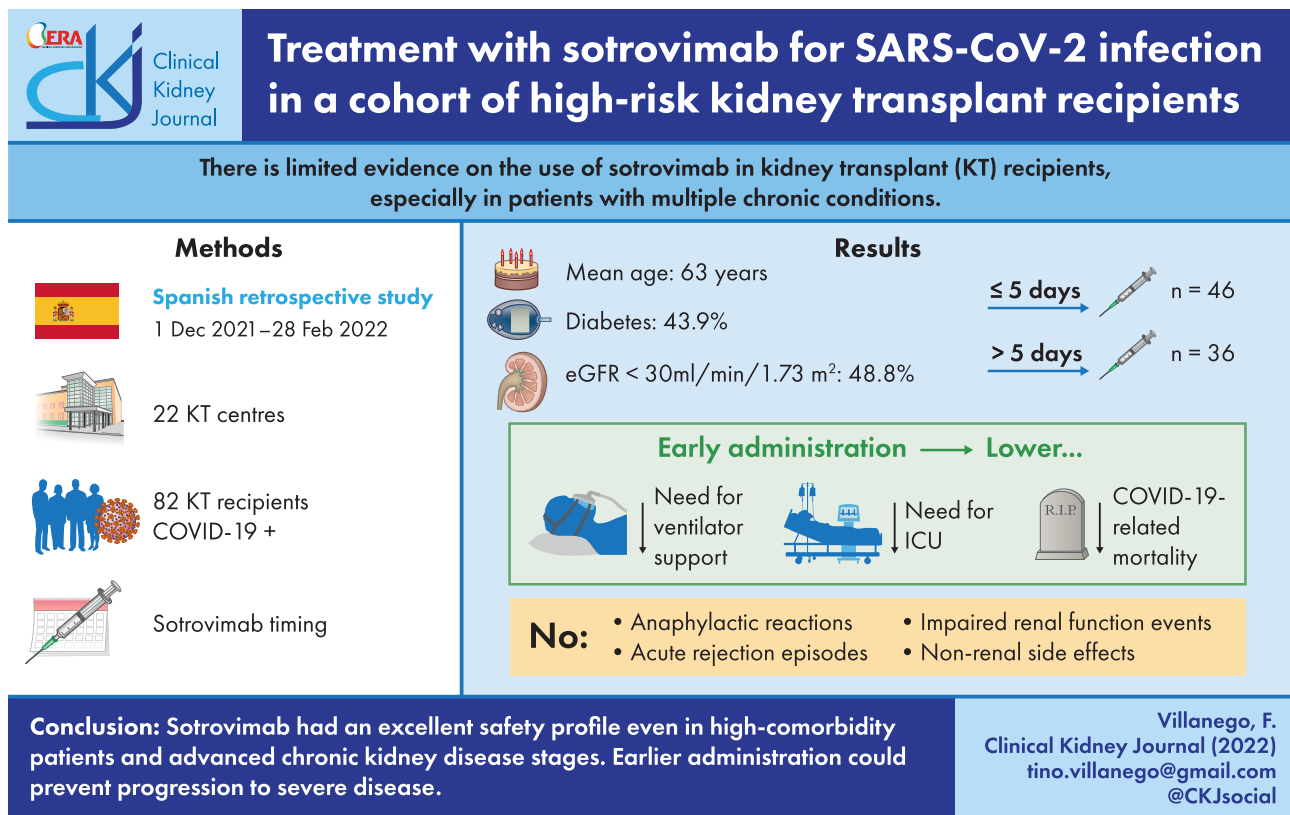 ERA
CKJ
Clinical
Kidney
Journal
Treatment with sotrovimab for SARS-CoV-2 infection
in a cohort of high-risk kidney transplant recipients
There is limited evidence on the use of sotrovimab in kidney transplant (KT) recipients,
especially in patients with multiple chronic conditions.
Methods
Spanish retrospective study
1 Dec 2021–28 Feb 2022
22 KT centres
82 KT recipients
COVID-19 +
Sotrovimab timing
Results
Mean age: 63 years
Diabetes: 43.9%
eGFR < 30ml/min/1.73 m²: 48.8%
≤ 5 days
n = 46
> 5 days
n = 36
Early administration → Lower...
Need for
ventilator
support
Need for
ICU
R.I.P.
COVID-19-
related
mortality
No:
• Anaphylactic reactions
• Acute rejection episodes
• Impaired renal function events
• Non-renal side effects
Conclusion: Sotrovimab had an excellent safety profile even in high-comorbidity
patients and advanced chronic kidney disease stages. Earlier administration could
prevent progression to severe disease.
Villanego, F.
Clinical Kidney Journal (2022)
tino.villanego@gmail.com
@CKJsocial